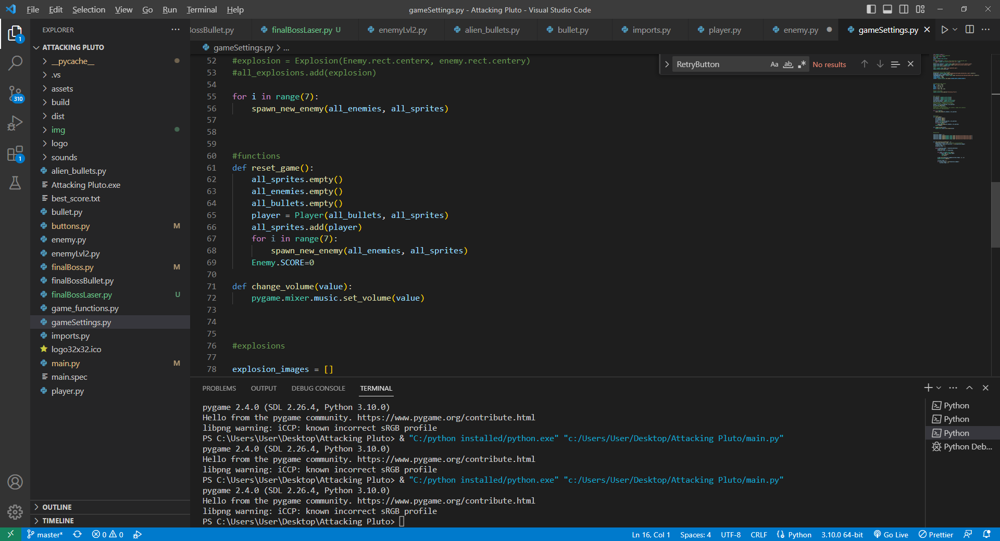 File Edit Selection View Go Run Terminal Help
gameSettings.py - Attacking Pluto - Visual Studio Code
EXPLORER
ATTACKING PLUTO
__pycache__
.vs
assets
build
dist
img
logo
sounds
alien_bullets.py
Attacking Pluto.exe
best_score.txt
bullet.py
buttons.py M
enemy.py
enemyLvl2.py
finalBoss.py M
finalBossBullet.py
finalBossLaser.py U
game_functions.py
gameSettings.py
imports.py
logo32x32.ico
main.py M
main.spec
player.py
OUTLINE
TIMELINE
1
310
1
BossBullet.py finalBossLaser.py U enemyLvl2.py alien_bullets.py bullet.py imports.py player.py enemy.py gameSettings.py
gameSettings.py > ...
RetryButton Aa ab .* No results
52 #explosion = Explosion(Enemy.rect.centerx, enemy.rect.centery)
53 #all_explosions.add(explosion)
54
55 for i in range(7):
56 spawn_new_enemy(all_enemies, all_sprites)
57
58
59
60 #functions
61 def reset_game():
62 all_sprites.empty()
63 all_enemies.empty()
64 all_bullets.empty()
65 player = Player(all_bullets, all_sprites)
66 all_sprites.add(player)
67 for i in range(7):
68 spawn_new_enemy(all_enemies, all_sprites)
69 Enemy.SCORE=0
70
71 def change_volume(value):
72 pygame.mixer.music.set_volume(value)
73
74
75
76 #explosions
77
78 explosion_images = []
PROBLEMS OUTPUT DEBUG CONSOLE TERMINAL
pygame 2.4.0 (SDL 2.26.4, Python 3.10.0)
Hello from the pygame community. https://www.pygame.org/contribute.html
libpng warning: iCCP: known incorrect sRGB profile
PS C:\Users\User\Desktop\Attacking Pluto> & "C:/python installed/python.exe" "c:/Users/User/Desktop/Attacking Pluto/main.py"
pygame 2.4.0 (SDL 2.26.4, Python 3.10.0)
Hello from the pygame community. https://www.pygame.org/contribute.html
libpng warning: iCCP: known incorrect sRGB profile
PS C:\Users\User\Desktop\Attacking Pluto> & "C:/python installed/python.exe" "c:/Users/User/Desktop/Attacking Pluto/main.py"
pygame 2.4.0 (SDL 2.26.4, Python 3.10.0)
Hello from the pygame community. https://www.pygame.org/contribute.html
libpng warning: iCCP: known incorrect sRGB profile
PS C:\Users\User\Desktop\Attacking Pluto>
Python
Python
Python
Python Deb...
master* 0 0 Ln 16, Col 1 Spaces: 4 UTF-8 CRLF Python 3.10.0 64-bit Go Live Prettier